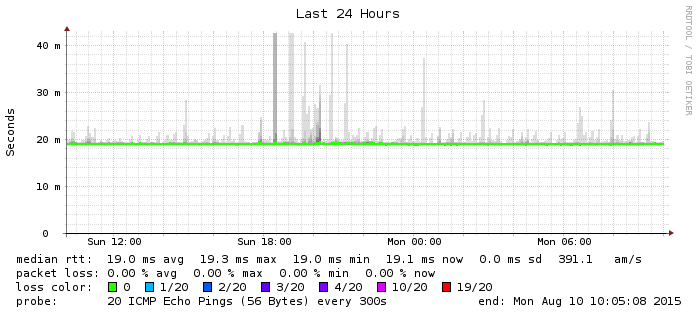 Last 24 Hours
RRDTOOL / TOBI OETIKER
Seconds
40 m
30 m
20 m
10 m
0
Sun 12:00 Sun 18:00 Mon 00:00 Mon 06:00
median rtt: 19.0 ms avg 19.3 ms max 19.0 ms min 19.1 ms now 0.0 ms sd 391.1 am/s
packet loss: 0.00 % avg 0.00 % max 0.00 % min 0.00 % now
loss color: 0 1/20 2/20 3/20 4/20 10/20 19/20
probe: 20 ICMP Echo Pings (56 Bytes) every 300s end: Mon Aug 10 10:05:08 2015